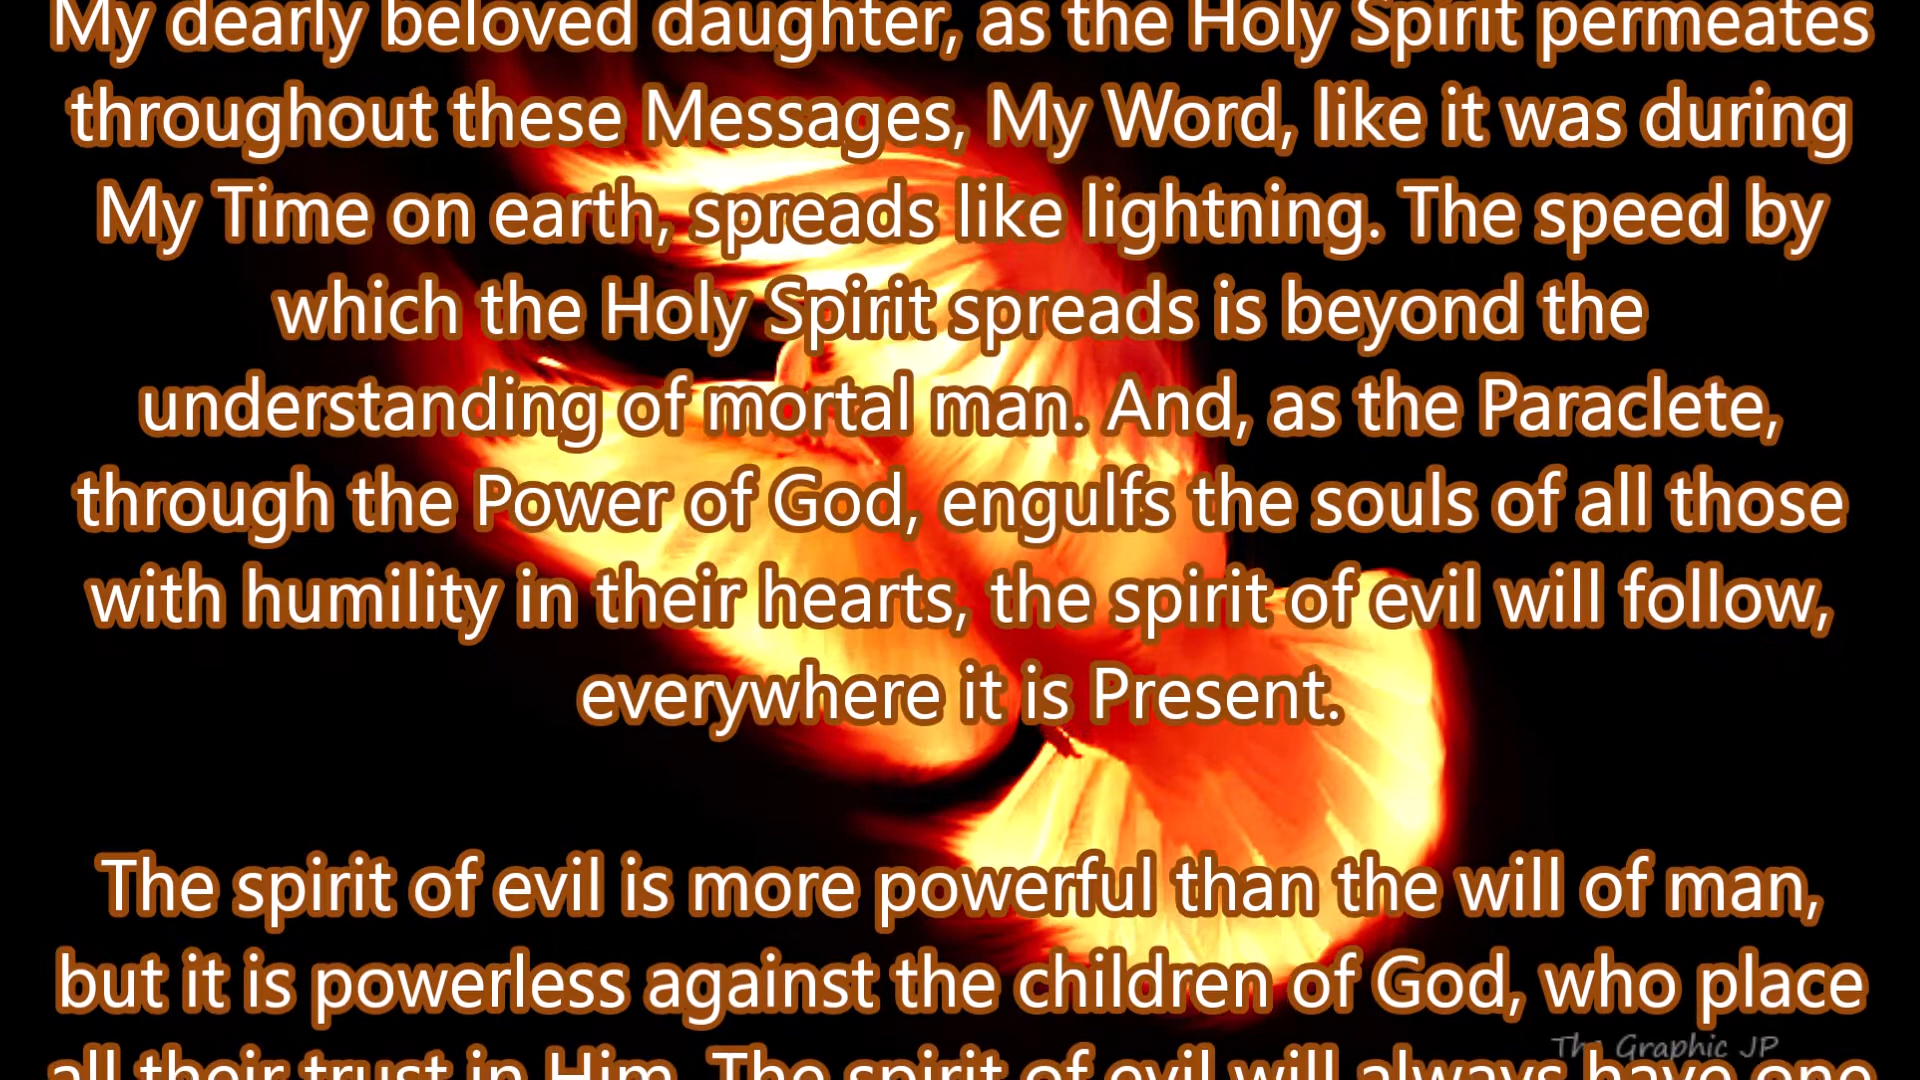 My dearly beloved daughter, as the Holy Spirit permeates
throughout these Messages, My Word, like it was during
My Time on earth, spreads like lightning. The speed by
which the Holy Spirit spreads is beyond the
understanding of mortal man. And, as the Paraclete,
through the Power of God, engulfs the souls of all those
with humility in their hearts, the spirit of evil will follow,
everywhere it is Present.
The spirit of evil is more powerful than the will of man,
but it is powerless against the children of God, who place
all their trust in Him. The spirit of evil will always have one
The Graphic JP